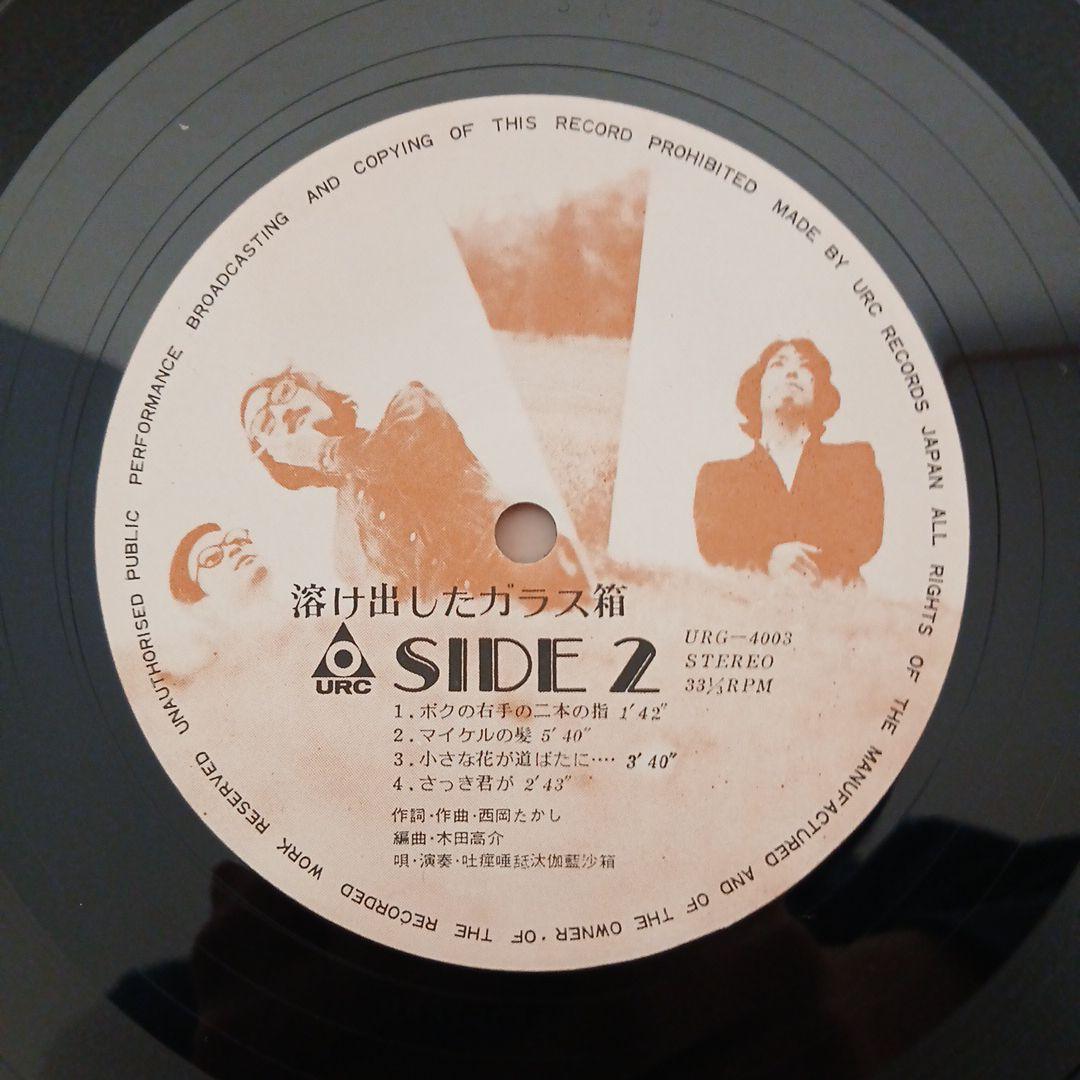 UNAUTHORISED PUBLIC PERFORMANCE BROADCASTING AND COPYING OF THIS RECORD PROHIBITED MADE BY URC RECORDS JAPAN ALL RIGHTS OF THE MANUFACTURED AND OF THE OWNER OF THE RECORDED WORK RESERVED
溶け出したガラス箱
URC
SIDE 2
URG-4003
STEREO
33⅓RPM
1.ボクの右手の二本の指 1′42″
2.マイケルの髪 5′40″
3.小さな花が道ばたに‥‥ 3′40″
4.さっき君が 2′43″
作詞・作曲・西岡たかし
編曲・木田高介
唄・演奏・吐痙唾舐汰伽藍沙箱